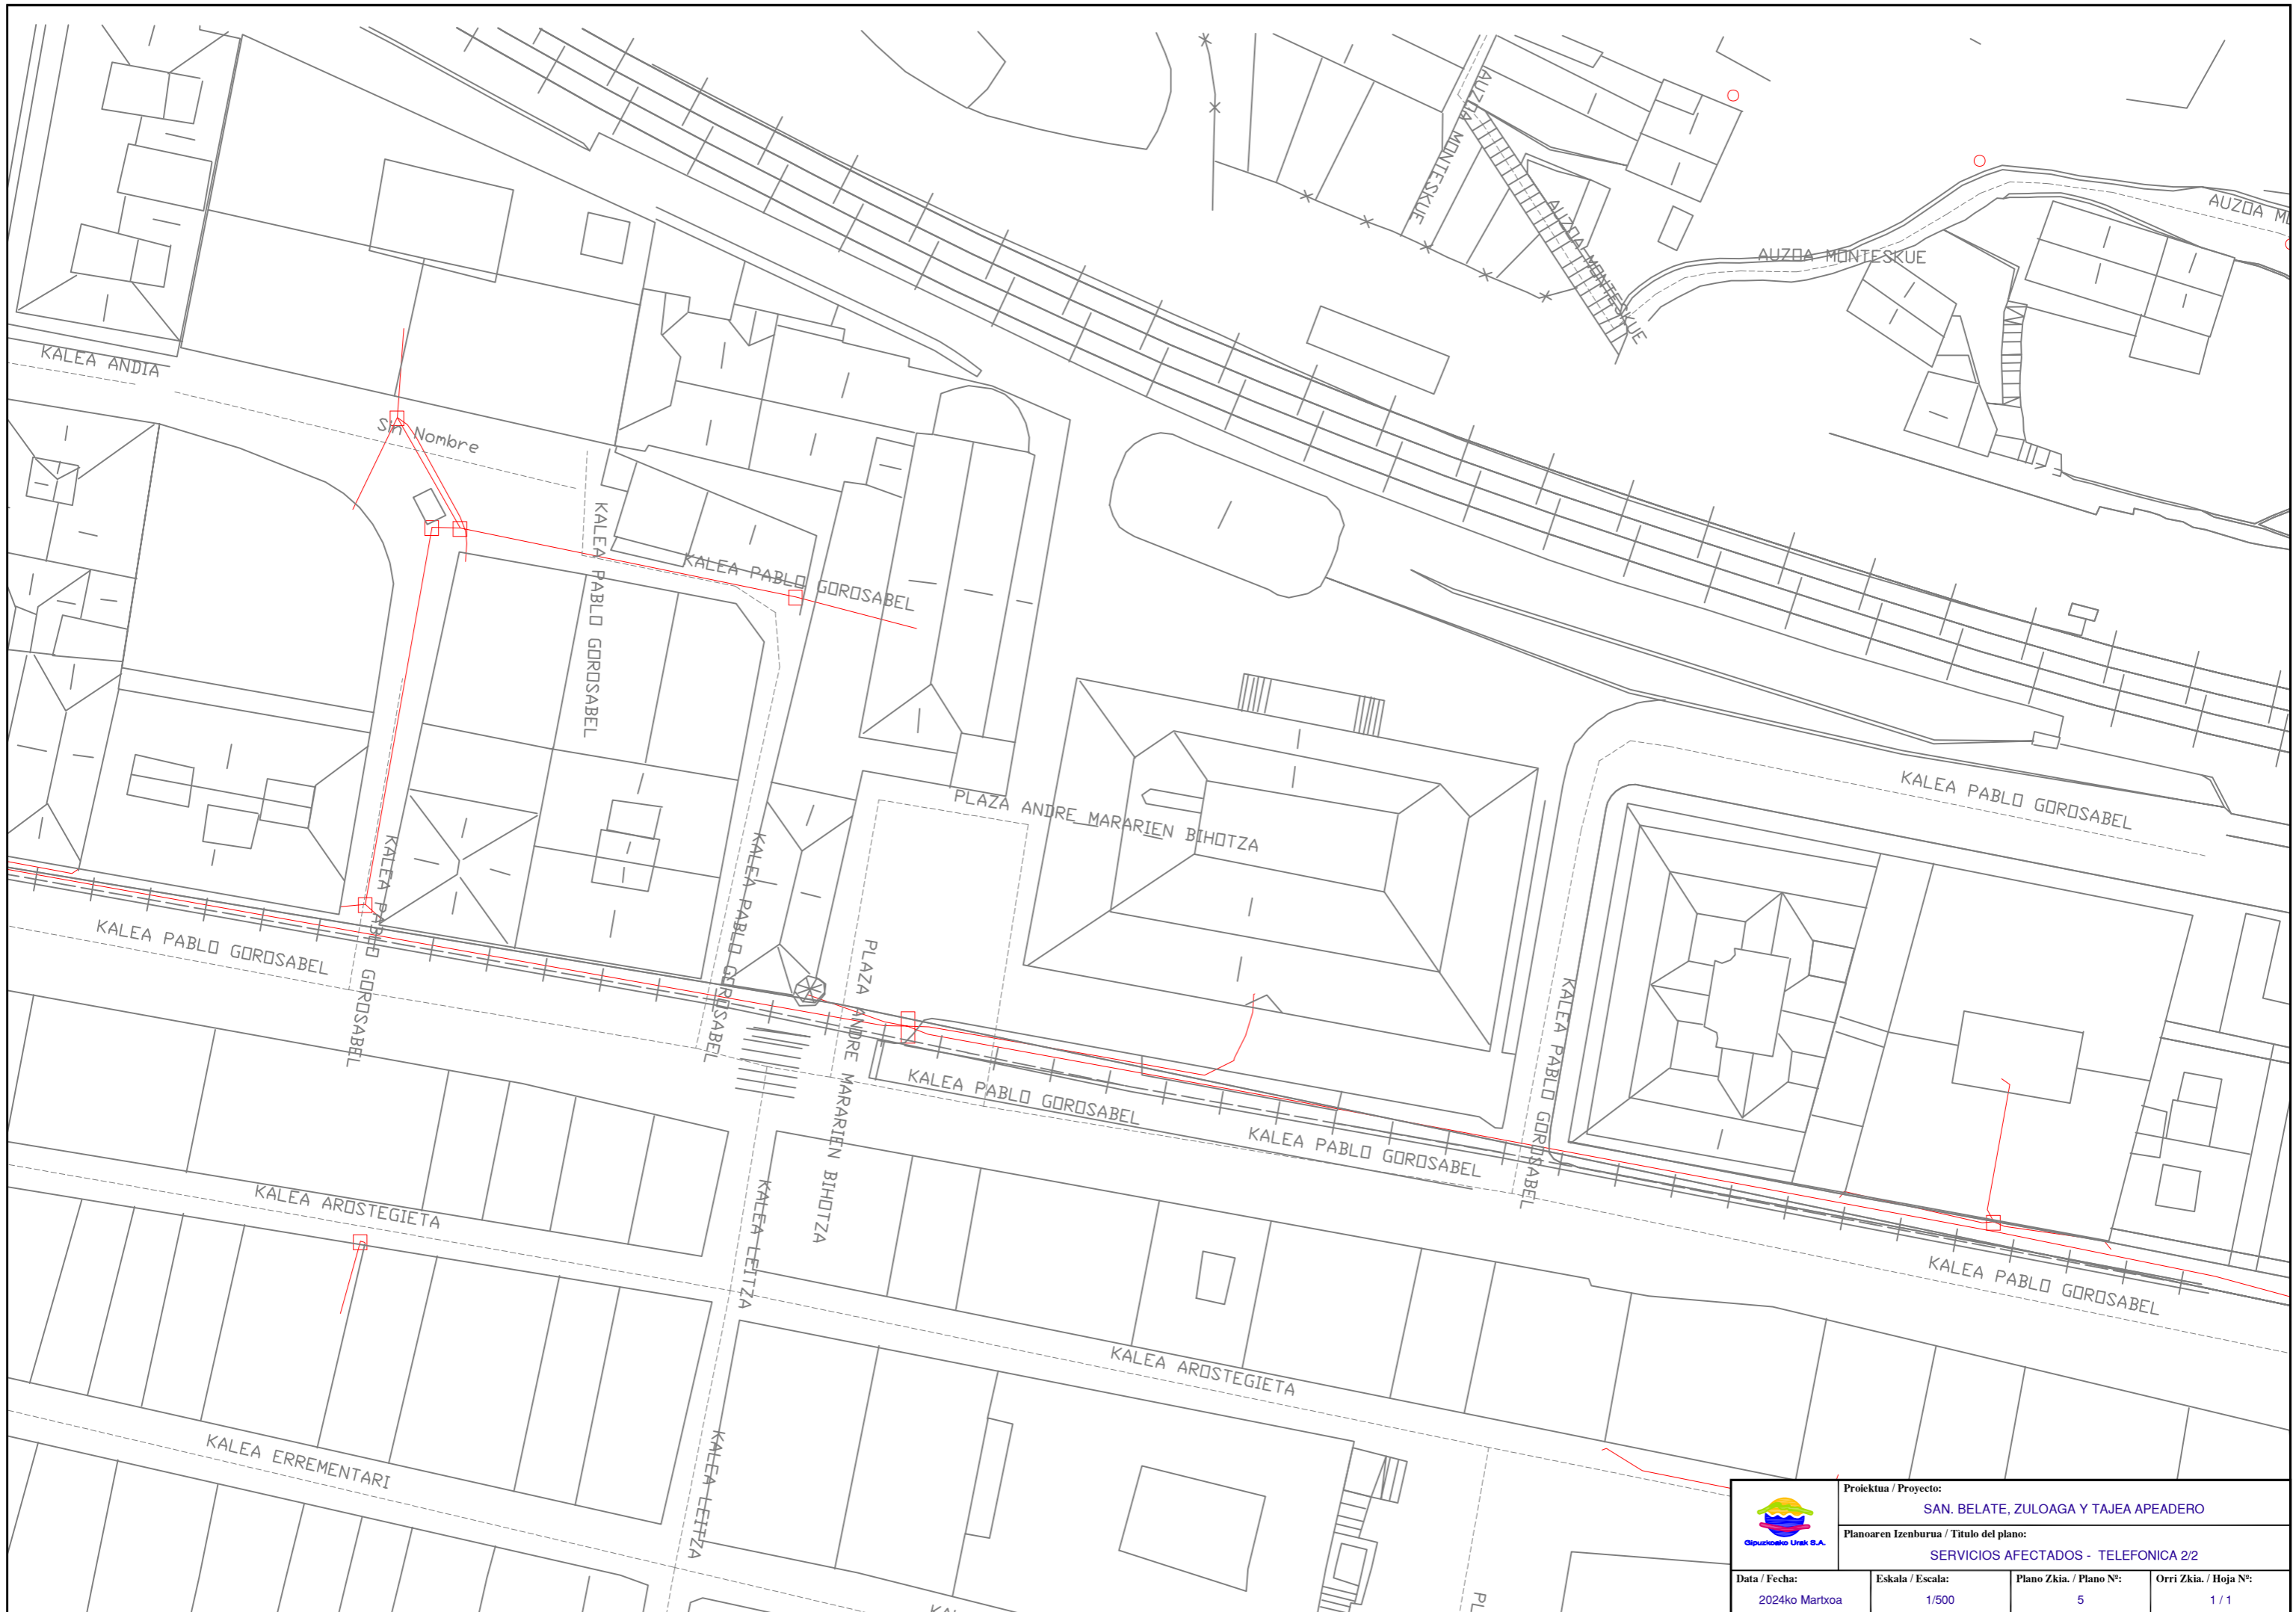 AUZOA MONTESKUE
AUZOA MONTESKUE
AUZOA MONTESKUE
KALEA ANDIA
Sin Nombre
KALEA PABLO GOROSABEL
KALEA PABLO GOROSABEL
KALEA PABLO GOROSABEL
PLAZA ANDRE MARARIEN BIHOTZA
KALEA PABLO GOROSABEL
KALEA PABLO GOROSABEL
KALEA PABLO GOROSABEL
PLAZA ANDRE MARARIEN BIHOTZA
KALEA PABLO GOROSABEL
KALEA PABLO GOROSABEL
KALEA PABLO GOROSABEL
KALEA PABLO GOROSABEL
KALEA PABLO GOROSABEL
KALEA AROSTEGIETA
KALEA LEITZA
KALEA AROSTEGIETA
KALEA ERREMENTARI
KALEA LEITZA
Gipuzkoako Urak S.A.
Proiektua / Proyecto:
SAN. BELATE, ZULOAGA Y TAJEA APEADERO
Planoaren Izenburua / Titulo del plano:
SERVICIOS AFECTADOS - TELEFONICA 2/2
Data / Fecha:
2024ko Martxoa
Eskala / Escala:
1/500
Plano Zkia. / Plano Nº:
5
Orri Zkia. / Hoja Nº:
1 / 1